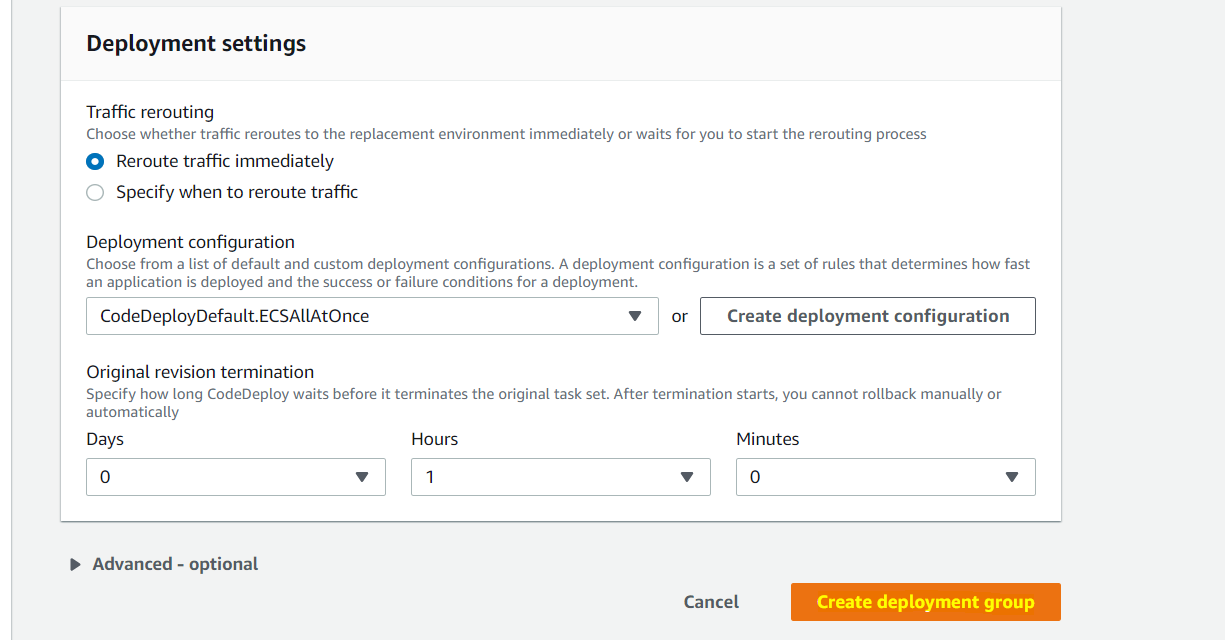 Deployment settings
Traffic rerouting
Choose whether traffic reroutes to the replacement environment immediately or waits for you to start the rerouting process
Reroute traffic immediately
Specify when to reroute traffic
Deployment configuration
Choose from a list of default and custom deployment configurations. A deployment configuration is a set of rules that determines how fast
an application is deployed and the success or failure conditions for a deployment.
CodeDeployDefault.ECSAllAtOnce or Create deployment configuration
Original revision termination
Specify how long CodeDeploy waits before it terminates the original task set. After termination starts, you cannot rollback manually or
automatically
Days Hours Minutes
0 1 0
Advanced - optional
Cancel Create deployment group